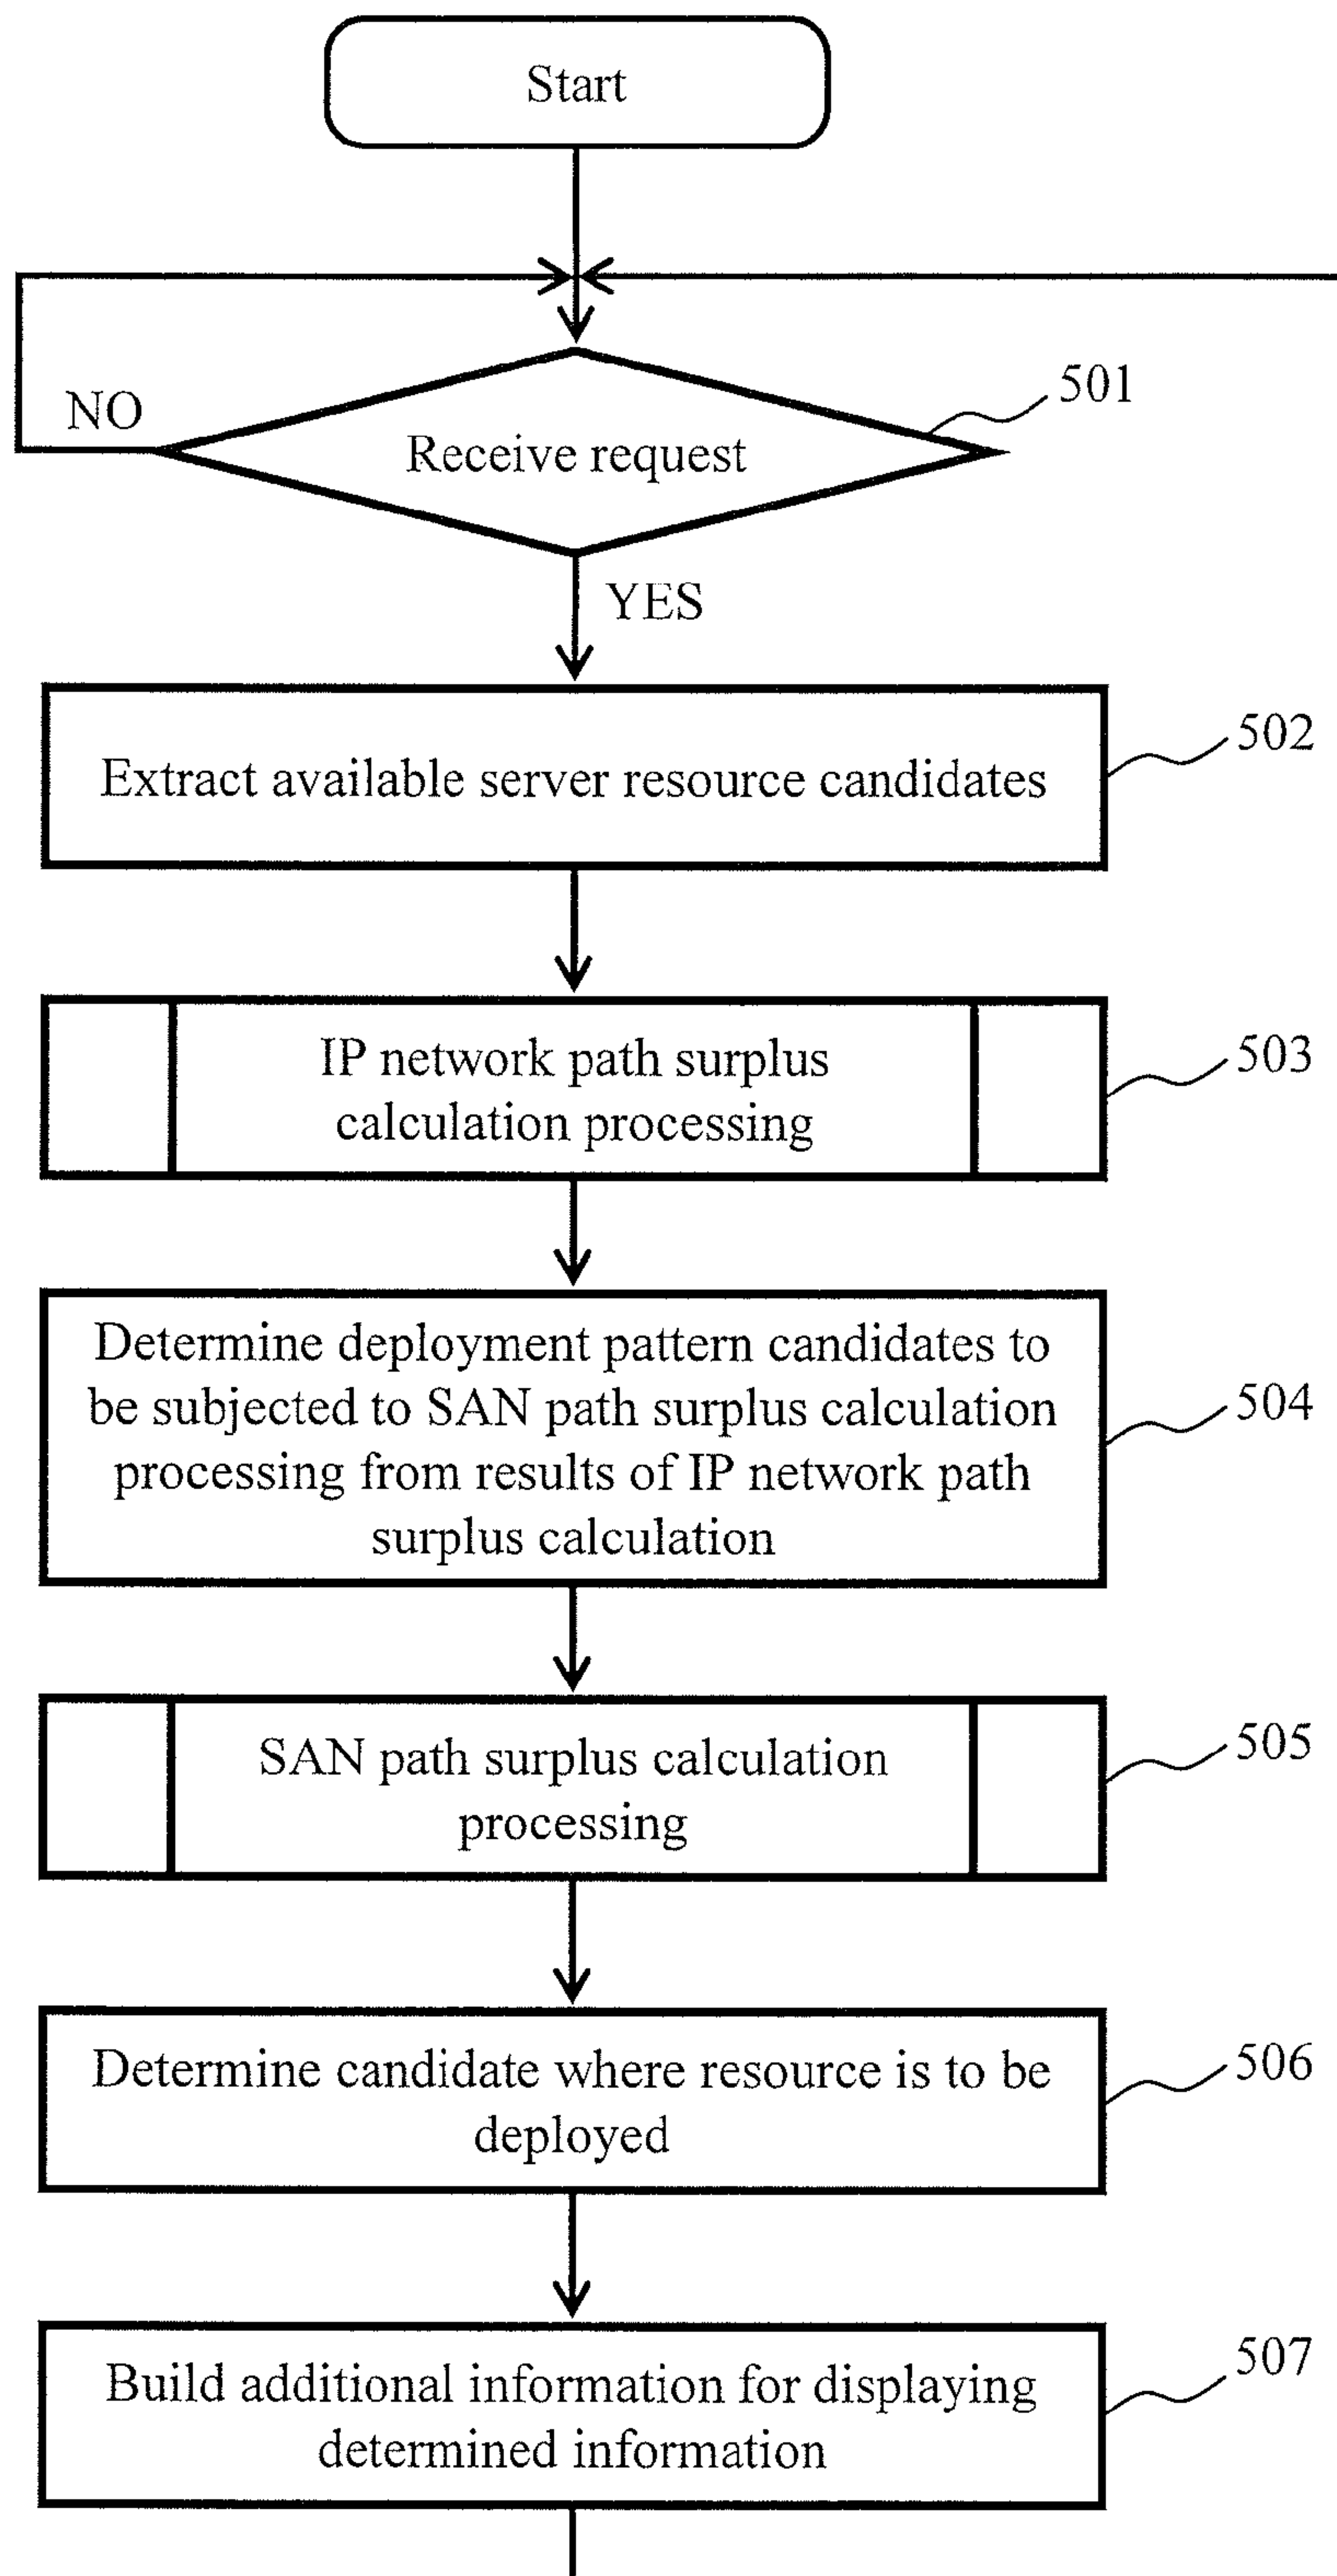 Start
501
NO
Receive request
YES
502
Extract available server resource candidates
503
IP network path surplus
calculation processing
504
Determine deployment pattern candidates to
be subjected to SAN path surplus calculation
processing from results of IP network path
surplus calculation
505
SAN path surplus calculation
processing
506
Determine candidate where resource is to be
deployed
507
Build additional information for displaying
determined information